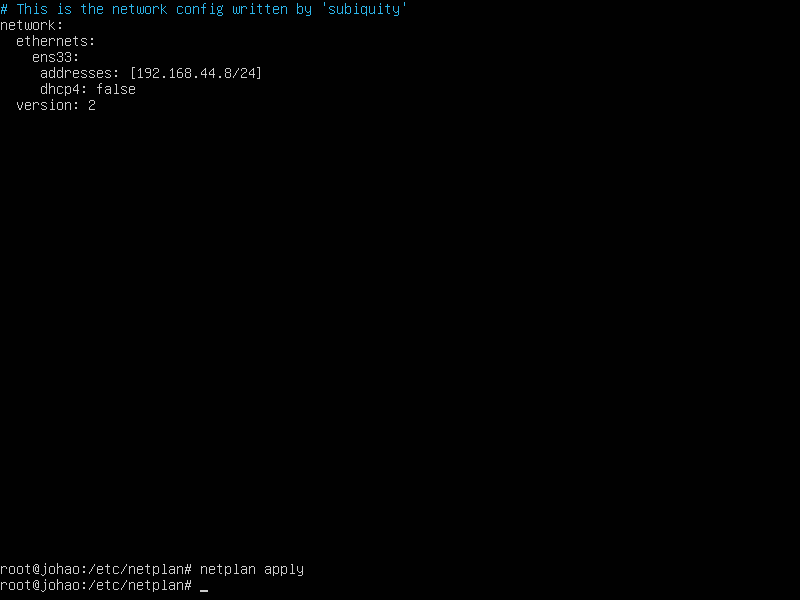 # This is the network config written by 'subiquity'
network:
  ethernets:
    ens33:
     addresses: [192.168.44.8/24]
     dhcp4: false
  version: 2
root@johao:/etc/netplan# netplan apply
root@johao:/etc/netplan# _